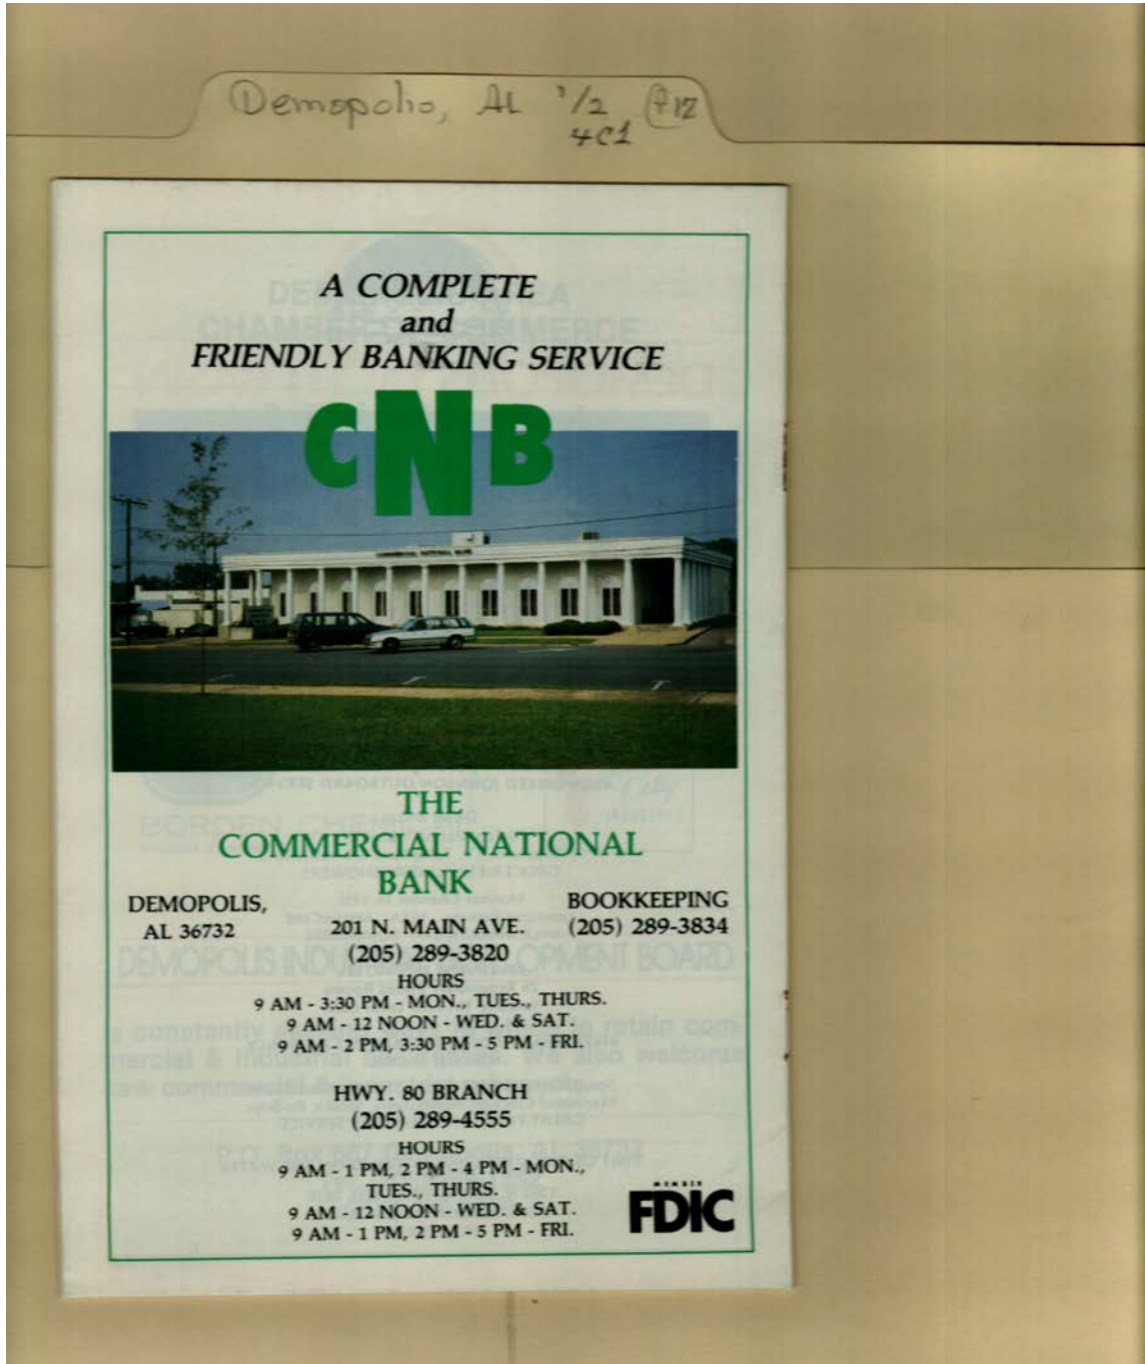 Demopolio, AL 1/2
4C1
A COMPLETE
and
FRIENDLY BANKING SERVICE
CNB
COMMERCIAL NATIONAL BANK
THE
COMMERCIAL NATIONAL
BANK
DEMOPOLIS,
AL 36732
201 N. MAIN AVE.
(205) 289-3820
BOOKKEEPING
(205) 289-3834
HOURS
9 AM - 3:30 PM - MON., TUES., THURS.
9 AM - 12 NOON - WED. & SAT.
9 AM - 2 PM, 3:30 PM - 5 PM - FRI.
HWY. 80 BRANCH
(205) 289-4555
HOURS
9 AM - 1 PM, 2 PM - 4 PM - MON.,
TUES., THURS.
9 AM - 12 NOON - WED. & SAT.
9 AM - 1 PM, 2 PM - 5 PM - FRI.
MEMBER
FDIC